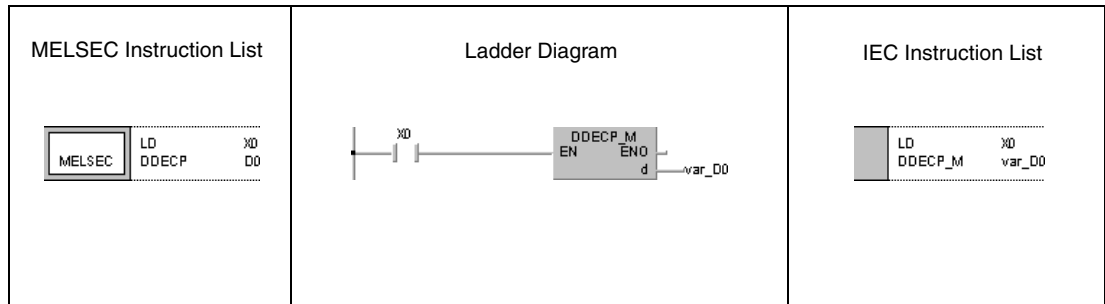 MELSEC Instruction List
Ladder Diagram
IEC Instruction List
MELSEC
LD X0
DDECP D0
X0
DDECP_M
EN ENO
d
var_D0
LD X0
DDECP_M var_D0